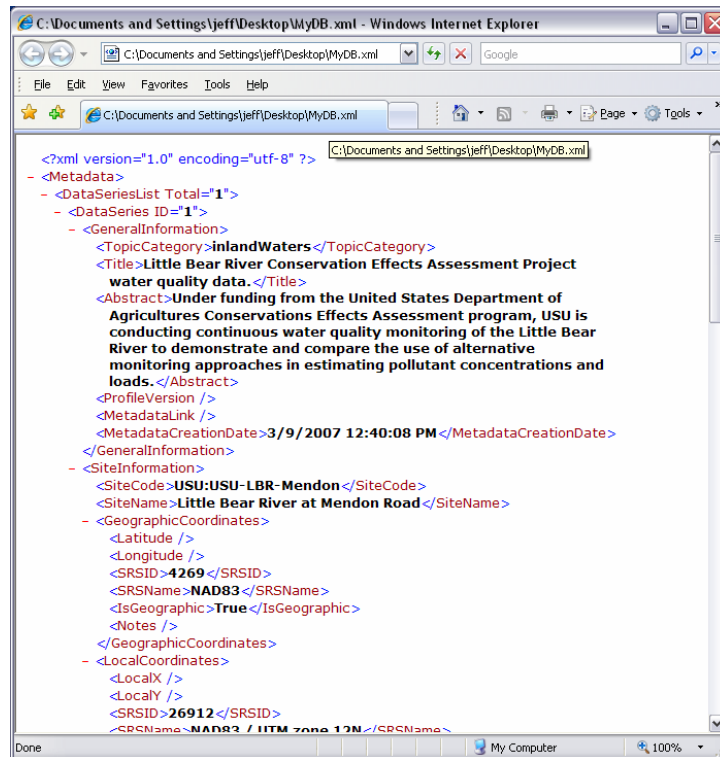 C:\Documents and Settings\jeff\Desktop\MyDB.xml - Windows Internet Explorer
C:\Documents and Settings\jeff\Desktop\MyDB.xml
Google
File Edit View Favorites Tools Help
C:\Documents and Settings\jeff\Desktop\MyDB.xml
Page Tools »
C:\Documents and Settings\jeff\Desktop\MyDB.xml
<?xml version="1.0" encoding="utf-8" ?>
- <Metadata>
- <DataSeriesList Total="1">
- <DataSeries ID="1">
- <GeneralInformation>
<TopicCategory>inlandWaters</TopicCategory>
<Title>Little Bear River Conservation Effects Assessment Project
water quality data.</Title>
<Abstract>Under funding from the United States Department of
Agricultures Conservations Effects Assessment program, USU is
conducting continuous water quality monitoring of the Little Bear
River to demonstrate and compare the use of alternative
monitoring approaches in estimating pollutant concentrations and
loads.</Abstract>
<ProfileVersion />
<MetadataLink />
<MetadataCreationDate>3/9/2007 12:40:08 PM</MetadataCreationDate>
</GeneralInformation>
- <SiteInformation>
<SiteCode>USU:USU-LBR-Mendon</SiteCode>
<SiteName>Little Bear River at Mendon Road</SiteName>
- <GeographicCoordinates>
<Latitude />
<Longitude />
<SRSID>4269</SRSID>
<SRSName>NAD83</SRSName>
<IsGeographic>True</IsGeographic>
<Notes />
</GeographicCoordinates>
- <LocalCoordinates>
<LocalX />
<LocalY />
<SRSID>26912</SRSID>
<SRSName>NAD83 / UTM zone 12N</SRSName>
Done My Computer 100%